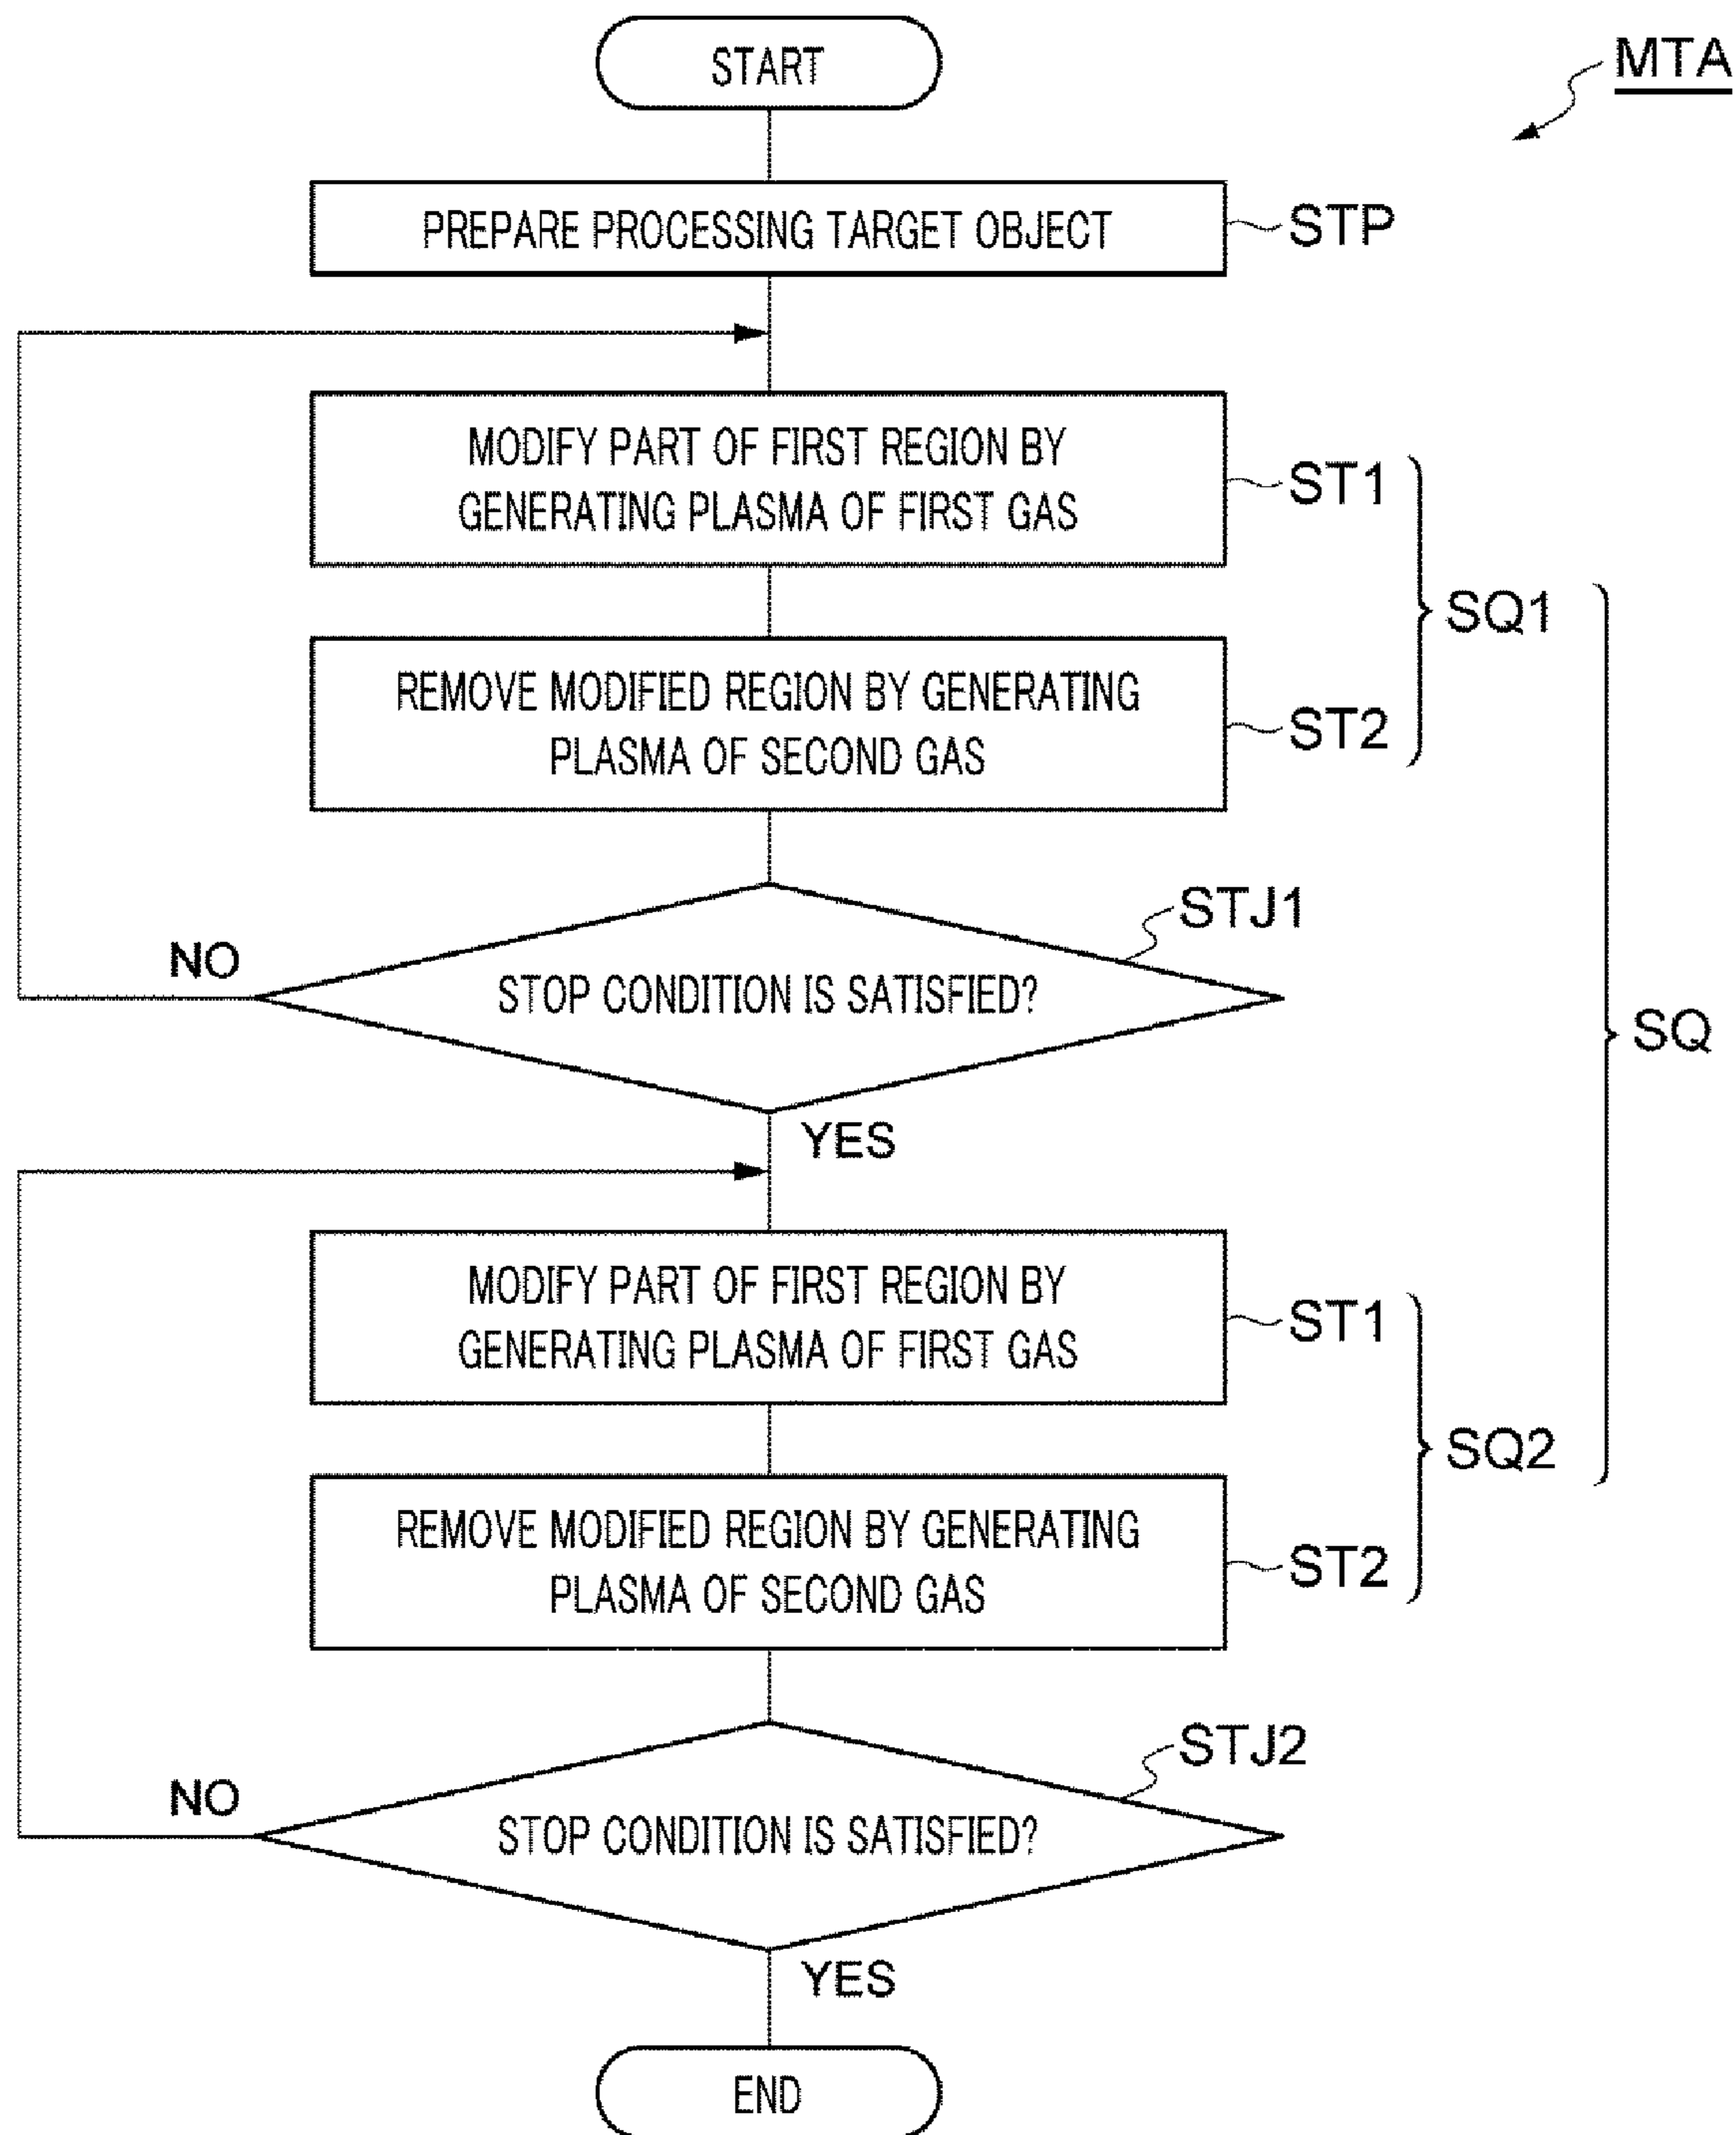 START
MTA
PREPARE PROCESSING TARGET OBJECT
STP
MODIFY PART OF FIRST REGION BY
GENERATING PLASMA OF FIRST GAS
ST1
SQ1
REMOVE MODIFIED REGION BY GENERATING
PLASMA OF SECOND GAS
ST2
STJ1
NO
STOP CONDITION IS SATISFIED?
SQ
YES
MODIFY PART OF FIRST REGION BY
GENERATING PLASMA OF FIRST GAS
ST1
SQ2
REMOVE MODIFIED REGION BY GENERATING
PLASMA OF SECOND GAS
ST2
STJ2
NO
STOP CONDITION IS SATISFIED?
YES
END